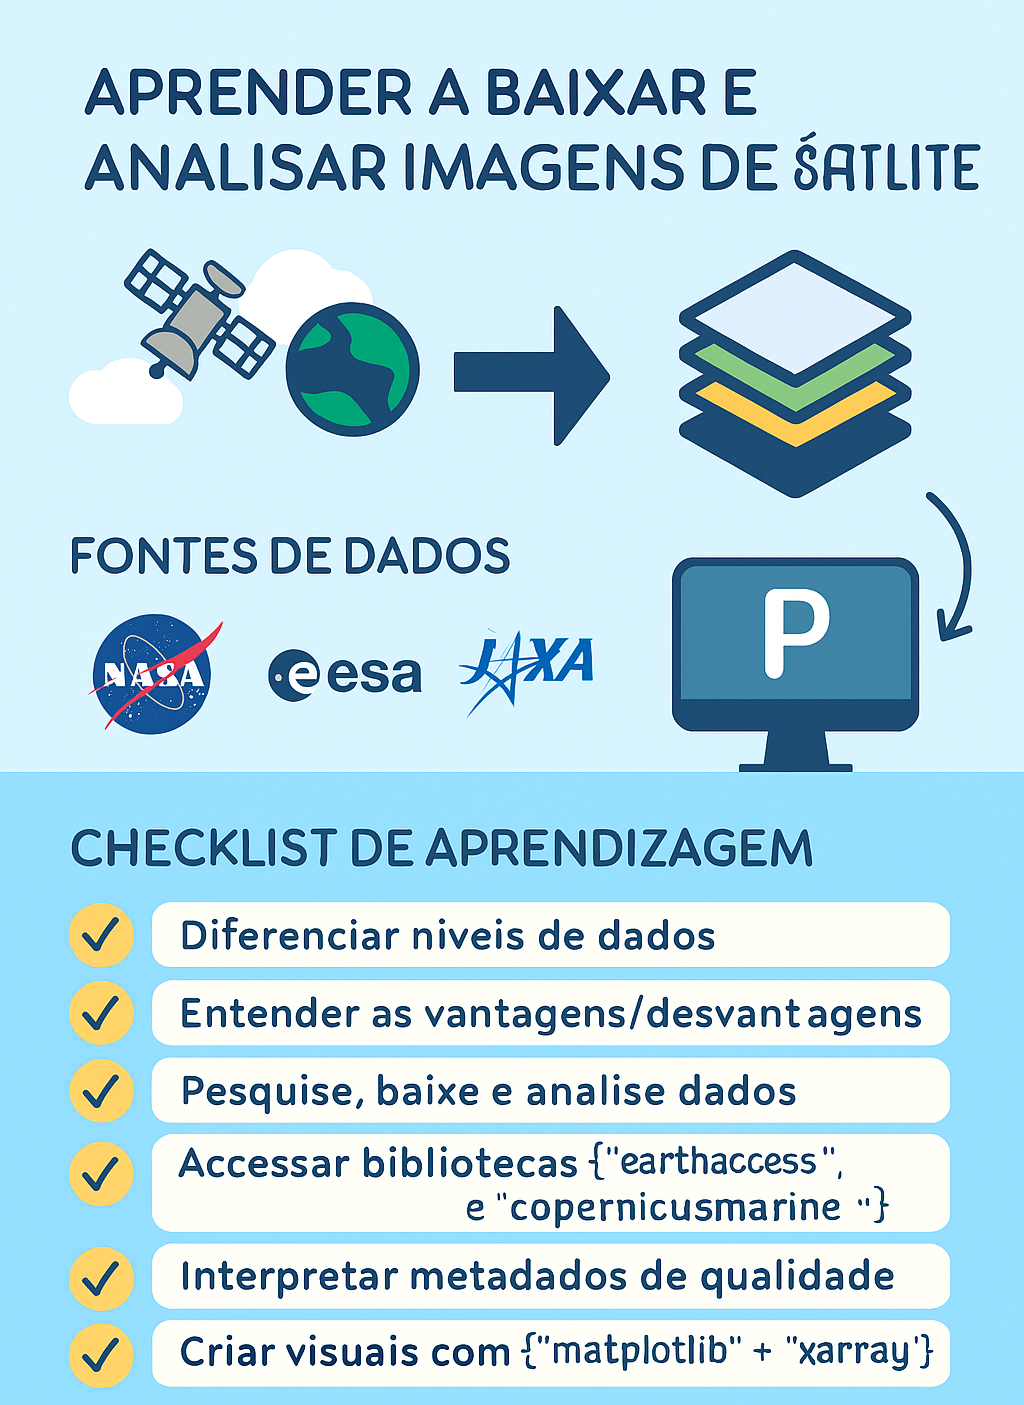 APRENDER A BAIXAR E
ANALISAR IMAGENS DE ŚATLITE
FONTES DE DADOS
NASA
esa
JAXA
P
CHECKLIST DE APRENDIZAGEM
Diferenciar niveis de dados
Entender as vantagens/desvantagens
Pesquise, baixe e analise dados
Accessar bibliotecas {"earthaccess",
e "copernicusmarine "}
Interpretar metadados de qualidade
Criar visuais com {"matplotlib" + "xarray'}